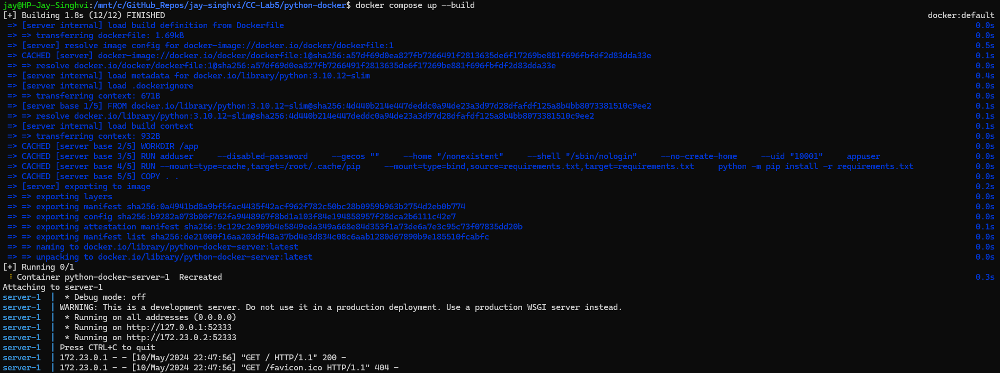 jay@HP-Jay-Singhvi:/mnt/c/GitHub_Repos/jay-singhvi/CC-Lab5/python-docker$ docker compose up --build
[+] Building 1.8s (12/12) FINISHED docker:default
=> [server internal] load build definition from Dockerfile 0.0s
=> => transferring dockerfile: 1.69kB 0.0s
=> [server] resolve image config for docker-image://docker.io/docker/dockerfile:1 0.5s
=> CACHED [server] docker-image://docker.io/docker/dockerfile:1@sha256:a57df69d0ea827fb7266491f2813635de6f17269be881f696fbfdf2d83dda33e 0.1s
=> => resolve docker.io/docker/dockerfile:1@sha256:a57df69d0ea827fb7266491f2813635de6f17269be881f696fbfdf2d83dda33e 0.0s
=> [server internal] load metadata for docker.io/library/python:3.10.12-slim 0.4s
=> [server internal] load .dockerignore 0.0s
=> => transferring context: 671B 0.0s
=> [server base 1/5] FROM docker.io/library/python:3.10.12-slim@sha256:4d440b214e447deddc0a94de23a3d97d28dfafdf125a8b4bb8073381510c9ee2 0.1s
=> => resolve docker.io/library/python:3.10.12-slim@sha256:4d440b214e447deddc0a94de23a3d97d28dfafdf125a8b4bb8073381510c9ee2 0.1s
=> [server internal] load build context 0.1s
=> => transferring context: 932B 0.0s
=> CACHED [server base 2/5] WORKDIR /app 0.0s
=> CACHED [server base 3/5] RUN adduser     --disabled-password     --gecos ""     --home "/nonexistent"     --shell "/sbin/nologin"     --no-create-home     --uid "10001"     appuser 0.0s
=> CACHED [server base 4/5] RUN --mount=type=cache,target=/root/.cache/pip     --mount=type=bind,source=requirements.txt,target=requirements.txt     python -m pip install -r requirements.txt 0.0s
=> CACHED [server base 5/5] COPY . . 0.0s
=> [server] exporting to image 0.2s
=> => exporting layers 0.0s
=> => exporting manifest sha256:0a4941bd8a9bf5fac4435f42acf962f782c50bc28b0959b963b2754d2eb0b774 0.0s
=> => exporting config sha256:b9282a073b00f762fa9448967f8bd1a103f84e194858957f28dca2b6111c42e7 0.0s
=> => exporting attestation manifest sha256:9c129c2e909b4e5849eda349a668e84d353f1a73de6a7e3c95c73f07835dd20b 0.1s
=> => exporting manifest list sha256:de21000f16aa203df48a37bd4e3d834c08c6aab1280d67890b9e185510fcabfc 0.0s
=> => naming to docker.io/library/python-docker-server:latest 0.0s
=> => unpacking to docker.io/library/python-docker-server:latest 0.0s
[+] Running 0/1
⠸ Container python-docker-server-1  Recreated 0.3s
Attaching to server-1
server-1  |  * Debug mode: off
server-1  | WARNING: This is a development server. Do not use it in a production deployment. Use a production WSGI server instead.
server-1  |  * Running on all addresses (0.0.0.0)
server-1  |  * Running on http://127.0.0.1:52333
server-1  |  * Running on http://172.23.0.2:52333
server-1  | Press CTRL+C to quit
server-1  | 172.23.0.1 - - [10/May/2024 22:47:56] "GET / HTTP/1.1" 200 -
server-1  | 172.23.0.1 - - [10/May/2024 22:47:56] "GET /favicon.ico HTTP/1.1" 404 -